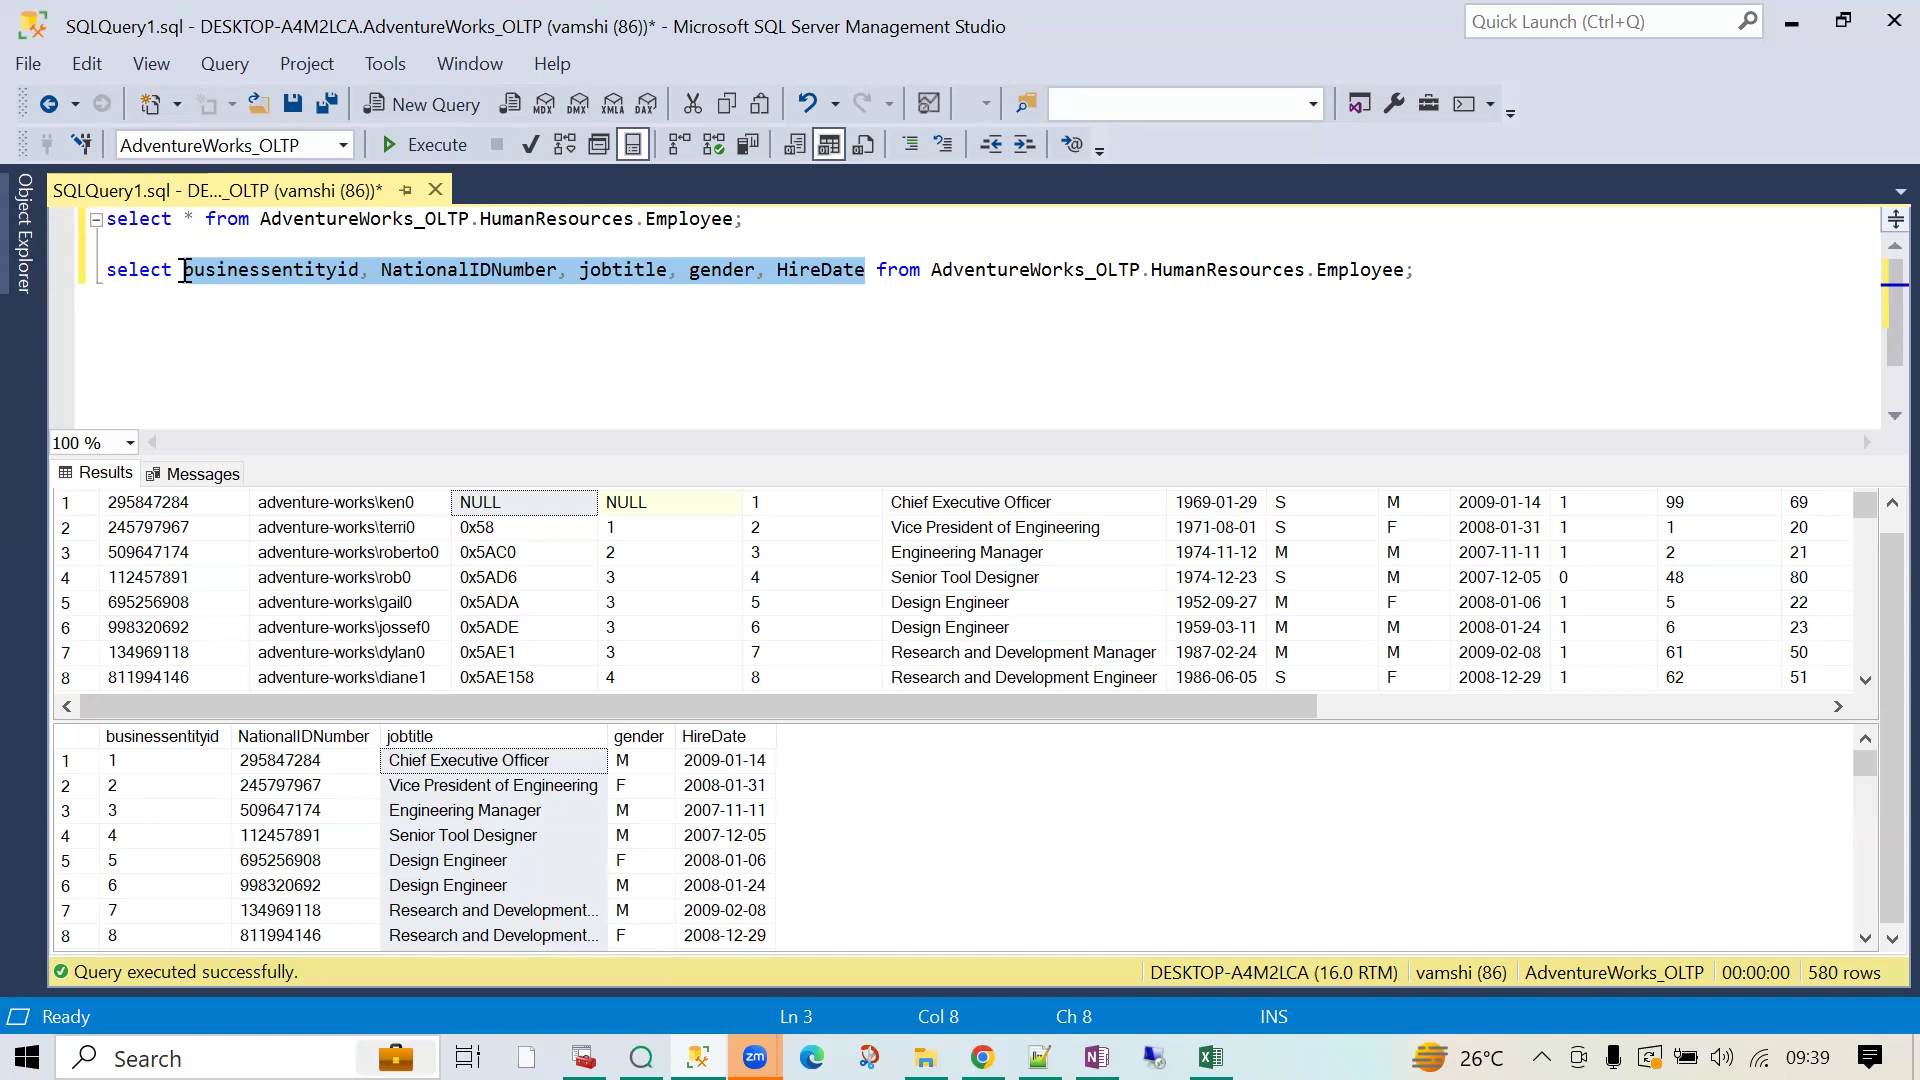 SQLQuery1.sql - DESKTOP-A4M2LCA.AdventureWorks_OLTP (vamshi (86))* - Microsoft SQL Server Management Studio
Quick Launch (Ctrl+Q)
File Edit View Query Project Tools Window Help
New Query MDX DMX XMLA DAX
AdventureWorks_OLTP Execute
Object Explorer
SQLQuery1.sql - DE..._OLTP (vamshi (86))*
select * from AdventureWorks_OLTP.HumanResources.Employee;
select businessentityid, NationalIDNumber, jobtitle, gender, HireDate from AdventureWorks_OLTP.HumanResources.Employee;
100 %
Results Messages
1 295847284 adventure-works\ken0 NULL NULL 1 Chief Executive Officer 1969-01-29 S M 2009-01-14 1 99 69
2 245797967 adventure-works\terri0 0x58 1 2 Vice President of Engineering 1971-08-01 S F 2008-01-31 1 1 20
3 509647174 adventure-works\roberto0 0x5AC0 2 3 Engineering Manager 1974-11-12 M M 2007-11-11 1 2 21
4 112457891 adventure-works\rob0 0x5AD6 3 4 Senior Tool Designer 1974-12-23 S M 2007-12-05 0 48 80
5 695256908 adventure-works\gail0 0x5ADA 3 5 Design Engineer 1952-09-27 M F 2008-01-06 1 5 22
6 998320692 adventure-works\jossef0 0x5ADE 3 6 Design Engineer 1959-03-11 M M 2008-01-24 1 6 23
7 134969118 adventure-works\dylan0 0x5AE1 3 7 Research and Development Manager 1987-02-24 M M 2009-02-08 1 61 50
8 811994146 adventure-works\diane1 0x5AE158 4 8 Research and Development Engineer 1986-06-05 S F 2008-12-29 1 62 51
businessentityid NationalIDNumber jobtitle gender HireDate
1 1 295847284 Chief Executive Officer M 2009-01-14
2 2 245797967 Vice President of Engineering F 2008-01-31
3 3 509647174 Engineering Manager M 2007-11-11
4 4 112457891 Senior Tool Designer M 2007-12-05
5 5 695256908 Design Engineer F 2008-01-06
6 6 998320692 Design Engineer M 2008-01-24
7 7 134969118 Research and Development... M 2009-02-08
8 8 811994146 Research and Development... F 2008-12-29
Query executed successfully. DESKTOP-A4M2LCA (16.0 RTM) vamshi (86) AdventureWorks_OLTP 00:00:00 580 rows
Ready Ln 3 Col 8 Ch 8 INS
Search zm 26°C 09:39